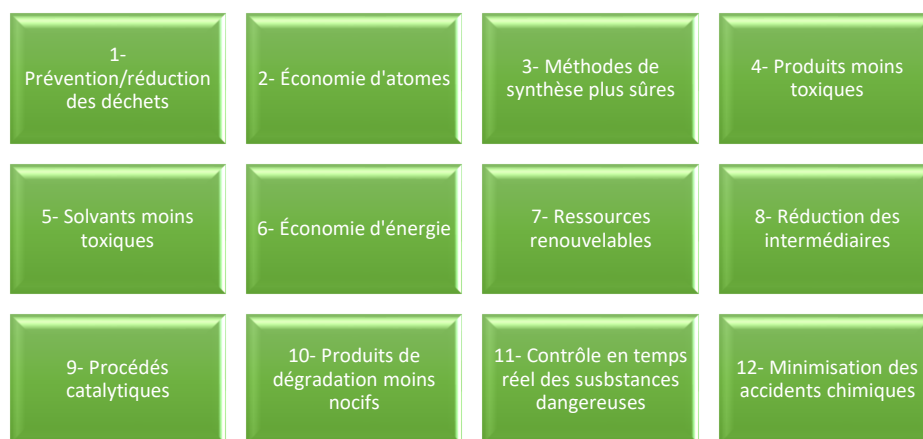 1-
Prévention/réduction
des déchets
2- Économie d'atomes
3- Méthodes de
synthèse plus sûres
4- Produits moins
toxiques
5- Solvants moins
toxiques
6- Économie d'énergie
7- Ressources
renouvelables
8- Réduction des
intermédiaires
9- Procédés
catalytiques
10- Produits de
dégradation moins
nocifs
11- Contrôle en temps
réel des susbstances
dangereuses
12- Minimisation des
accidents chimiques